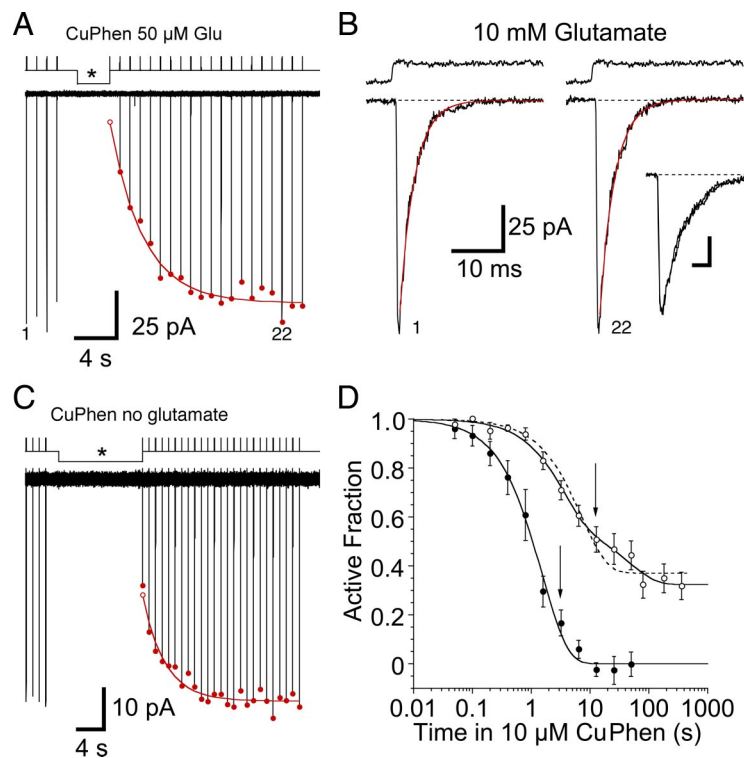 A
CuPhen 50 µM Glu
*
1
22
25 pA
4 s
B
10 mM Glutamate
25 pA
10 ms
1
22
C
CuPhen no glutamate
*
10 pA
4 s
D
Active Fraction
1.0
0.8
0.6
0.4
0.2
0
0.01 0.1 1 10 100 1000
Time in 10 µM CuPhen (s)